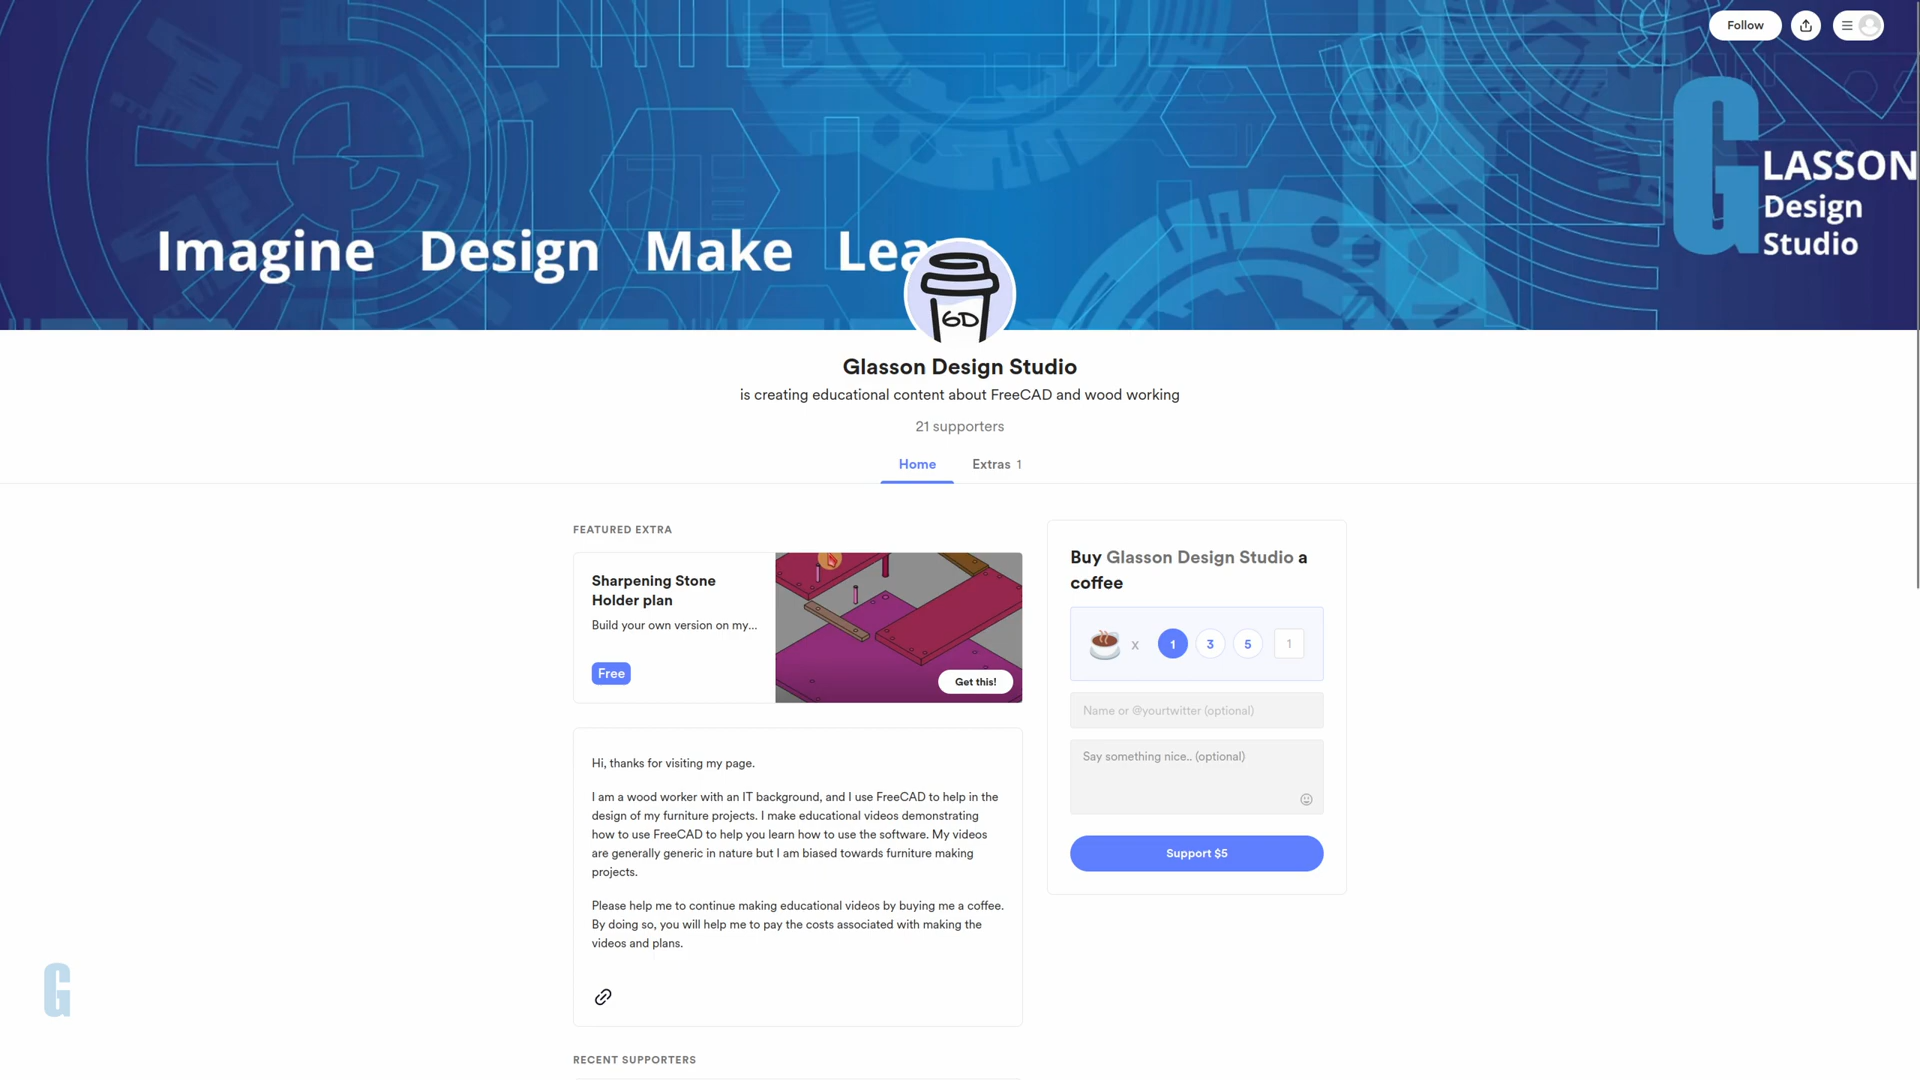 Follow
GLASSON
Design
Studio
Imagine Design Make Lea
GD
Glasson Design Studio
is creating educational content about FreeCAD and wood working
21 supporters
Home
Extras 1
FEATURED EXTRA
Sharpening Stone
Holder plan
Build your own version on my...
Free
Get this!
Hi, thanks for visiting my page.
I am a wood worker with an IT background, and I use FreeCAD to help in the
design of my furniture projects. I make educational videos demonstrating
how to use FreeCAD to help you learn how to use the software. My videos
are generally generic in nature but I am biased towards furniture making
projects.
Please help me to continue making educational videos by buying me a coffee.
By doing so, you will help me to pay the costs associated with making the
videos and plans.
RECENT SUPPORTERS
Buy Glasson Design Studio a
coffee
x 1 3 5 1
Name or @yourtwitter (optional)
Say something nice.. (optional)
Support $5
G